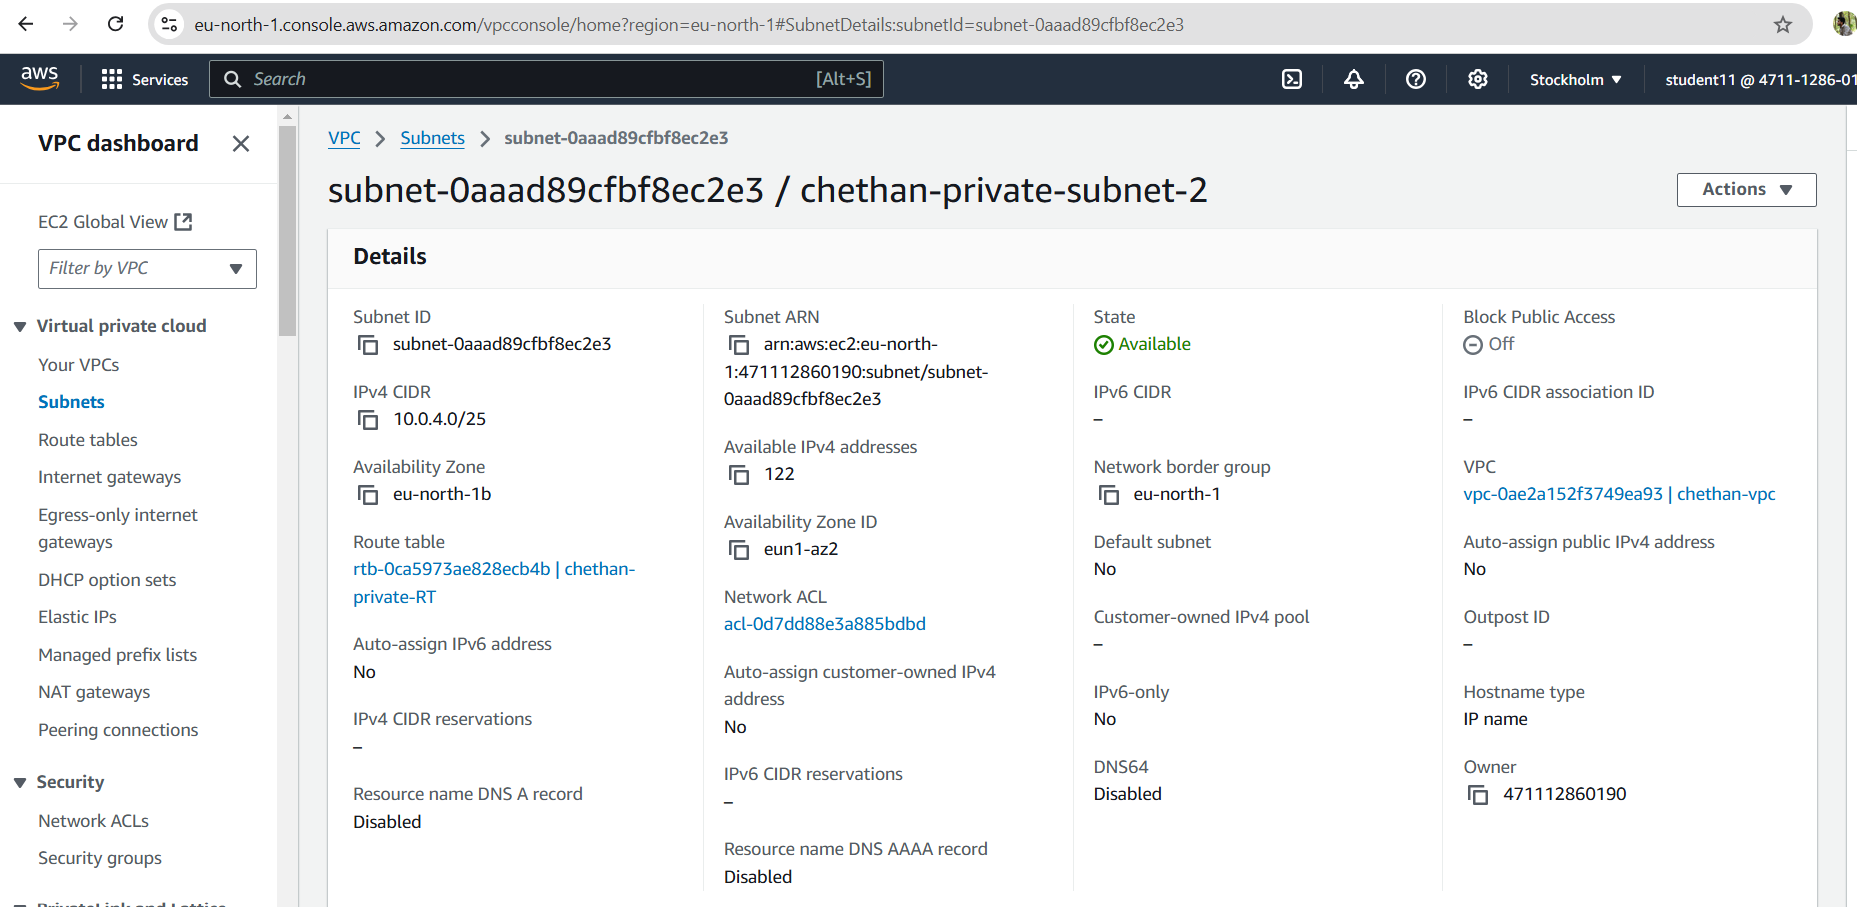 eu-north-1.console.aws.amazon.com/vpcconsole/home?region=eu-north-1#SubnetDetails:subnetId=subnet-0aaad89cfbf8ec2e3
aws
Services
Search
[Alt+S]
Stockholm
student11 @ 4711-1286-01
VPC dashboard
EC2 Global View
Filter by VPC
Virtual private cloud
Your VPCs
Subnets
Route tables
Internet gateways
Egress-only internet
gateways
DHCP option sets
Elastic IPs
Managed prefix lists
NAT gateways
Peering connections
Security
Network ACLs
Security groups
PrivateLink and Lattice
VPC
Subnets
subnet-0aaad89cfbf8ec2e3
subnet-0aaad89cfbf8ec2e3 / chethan-private-subnet-2
Actions
Details
Subnet ID
subnet-0aaad89cfbf8ec2e3
IPv4 CIDR
10.0.4.0/25
Availability Zone
eu-north-1b
Route table
rtb-0ca5973ae828ecb4b | chethan-
private-RT
Auto-assign IPv6 address
No
IPv4 CIDR reservations
–
Resource name DNS A record
Disabled
Subnet ARN
arn:aws:ec2:eu-north-
1:471112860190:subnet/subnet-
0aaad89cfbf8ec2e3
Available IPv4 addresses
122
Availability Zone ID
eun1-az2
Network ACL
acl-0d7dd88e3a885bdbd
Auto-assign customer-owned IPv4
address
No
IPv6 CIDR reservations
–
Resource name DNS AAAA record
Disabled
State
Available
IPv6 CIDR
–
Network border group
eu-north-1
Default subnet
No
Customer-owned IPv4 pool
–
IPv6-only
No
DNS64
Disabled
Block Public Access
Off
IPv6 CIDR association ID
–
VPC
vpc-0ae2a152f3749ea93 | chethan-vpc
Auto-assign public IPv4 address
No
Outpost ID
–
Hostname type
IP name
Owner
471112860190